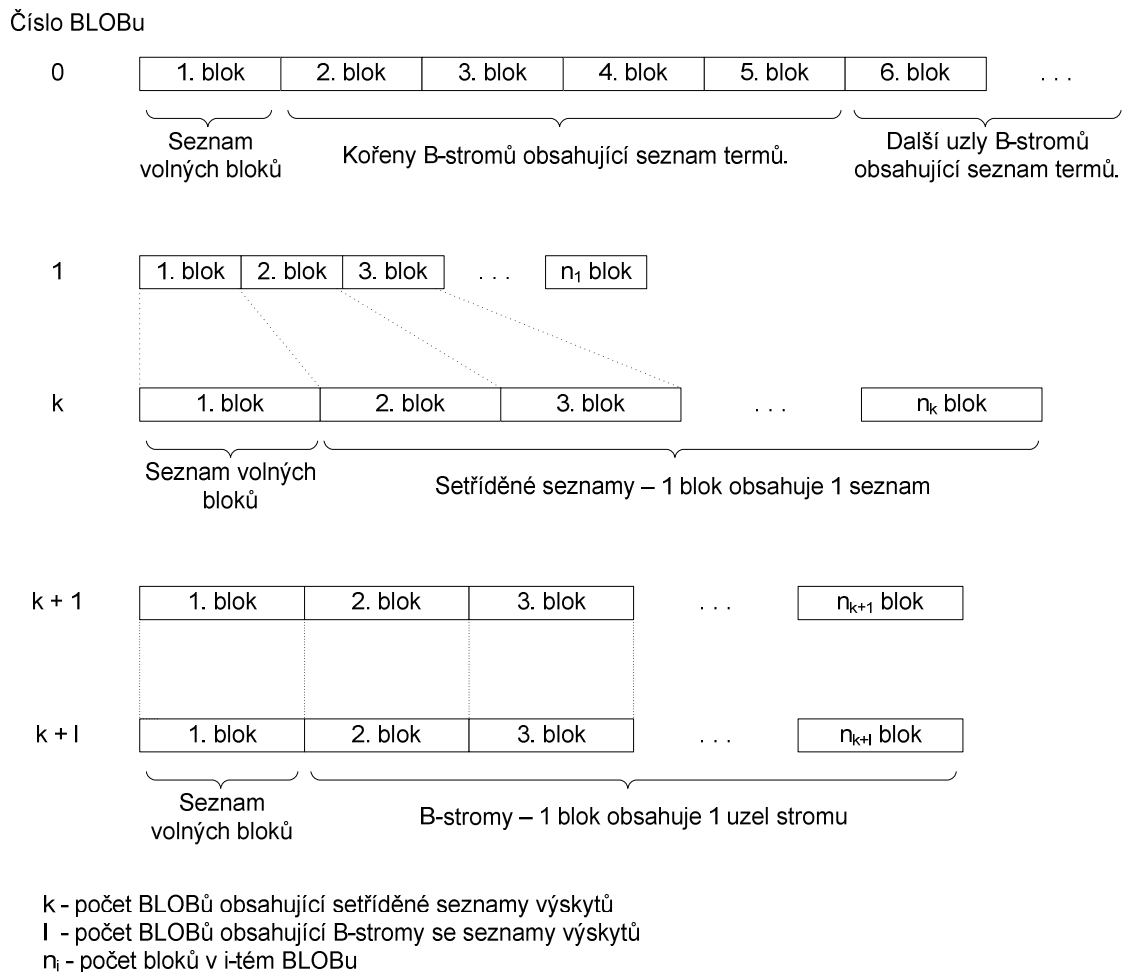 Číslo BLOBu
0 1. blok 2. blok 3. blok 4. blok 5. blok 6. blok . . .
Seznam volných bloků
Kořeny B-stromů obsahující seznam termů.
Další uzly B-stromů obsahující seznam termů.
1 1. blok 2. blok 3. blok . . . n₁ blok
k 1. blok 2. blok 3. blok . . . nₖ blok
Seznam volných bloků
Setříděné seznamy – 1 blok obsahuje 1 seznam
k + 1 1. blok 2. blok 3. blok . . . nₖ₊₁ blok
k + l 1. blok 2. blok 3. blok . . . nₖ₊ₗ blok
Seznam volných bloků
B-stromy – 1 blok obsahuje 1 uzel stromu
k - počet BLOBů obsahující setříděné seznamy výskytů
l - počet BLOBů obsahující B-stromy se seznamy výskytů
nᵢ - počet bloků v i-tém BLOBu